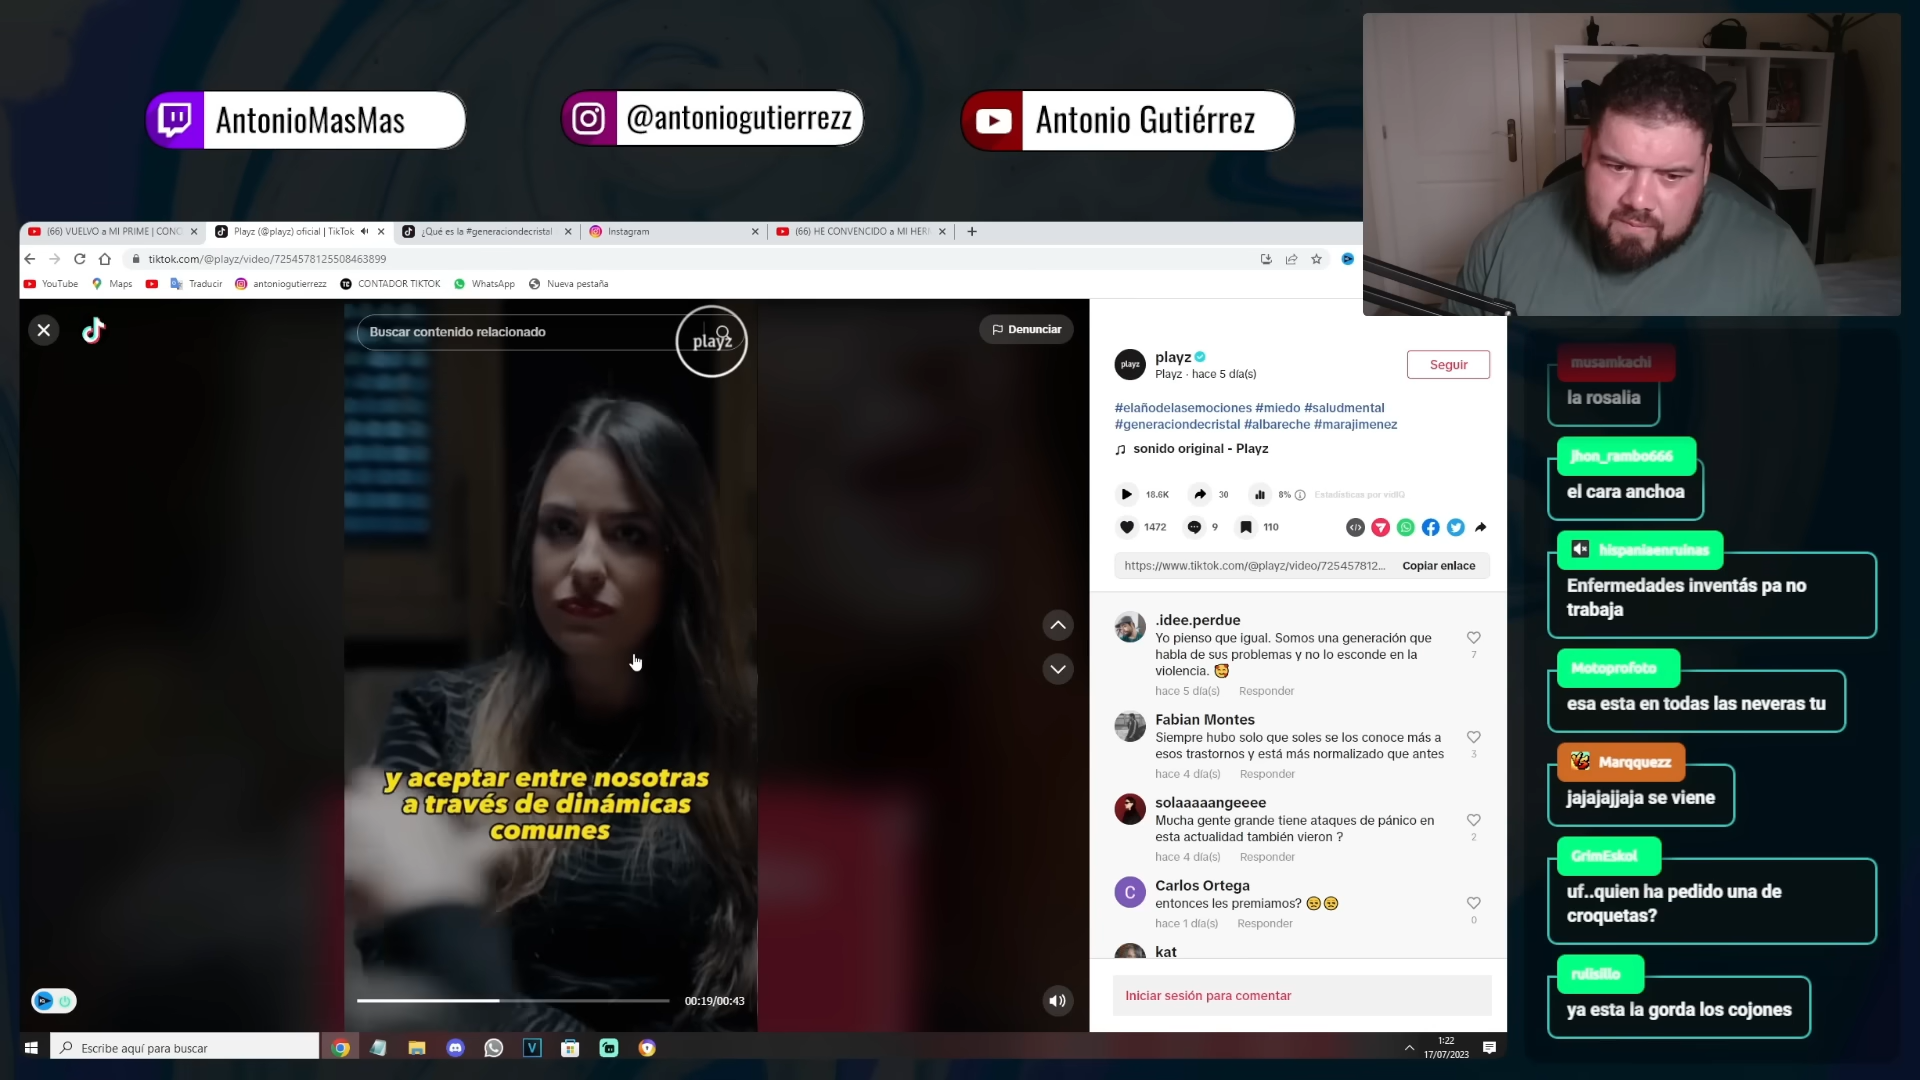 AntonioMasMas
@antoniogutierrezz
Antonio Gutiérrez
(66) VUELVO a MI PRIME | CONC
Playz (@playz) oficial | TikTok
¿Qué es la #generaciondecristal
Instagram
(66) HE CONVENCIDO a MI HER
tiktok.com/@playz/video/7254578125508463899
YouTube
Maps
Traducir
antoniogutierrezz
CONTADOR TIKTOK
WhatsApp
Nueva pestaña
Buscar contenido relacionado
playz
Denunciar
y aceptar entre nosotras
a través de dinámicas
comunes
00:19/00:43
playz
playz
Playz · hace 5 día(s)
Seguir
#elañodelasemociones #miedo #saludmental
#generaciondecristal #albareche #marajimenez
sonido original - Playz
18.6K
30
8%
Estadísticas por vidIQ
1472
9
110
https://www.tiktok.com/@playz/video/725457812...
Copiar enlace
.idee.perdue
Yo pienso que igual. Somos una generación que
habla de sus problemas y no lo esconde en la
violencia. 🥰
7
hace 5 día(s)
Responder
Fabian Montes
Siempre hubo solo que soles se los conoce más a
esos trastornos y está más normalizado que antes
3
hace 4 día(s)
Responder
solaaaaangeeee
Mucha gente grande tiene ataques de pánico en
esta actualidad también vieron ?
2
hace 4 día(s)
Responder
C
Carlos Ortega
entonces les premiamos? 😒😒
0
hace 1 día(s)
Responder
kat
Iniciar sesión para comentar
Escribe aquí para buscar
1:22
17/07/2023
musamkachi
la rosalia
jhon_rambo666
el cara anchoa
hispaniaenruinas
Enfermedades inventás pa no
trabaja
Motoprofoto
esa esta en todas las neveras tu
Marqquezz
jajajajjaja se viene
GrimEskol
uf..quien ha pedido una de
croquetas?
rulisillo
ya esta la gorda los cojones